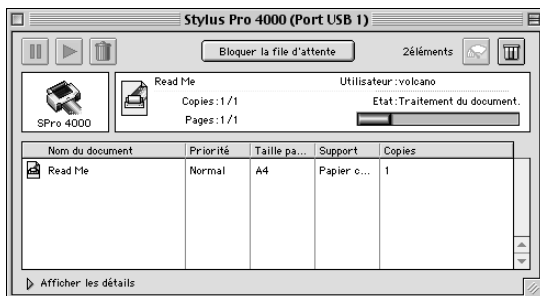 Stylus Pro 4000 (Port USB 1)
Bloquer la file d'attente
2éléments
Read Me
Utilisateur:volcano
Copies:1/1
Etat:Traitement du document.
Pages:1/1
SPro 4000
Nom du document Priorité Taille pa... Support Copies
Read Me Normal A4 Papier c... 1
Afficher les détails